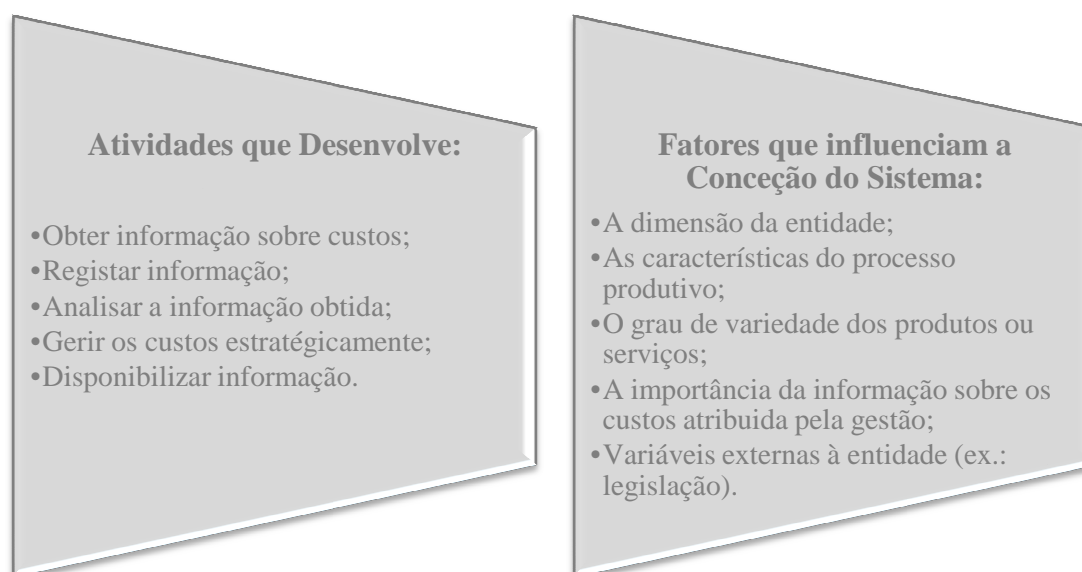 Atividades que Desenvolve:
•Obter informação sobre custos;
•Registar informação;
•Analisar a informação obtida;
•Gerir os custos estratégicamente;
•Disponibilizar informação.
Fatores que influenciam a
Conceção do Sistema:
•A dimensão da entidade;
•As características do processo
produtivo;
•O grau de variedade dos produtos ou
serviços;
•A importância da informação sobre os
custos atribuida pela gestão;
•Variáveis externas à entidade (ex.:
legislação).